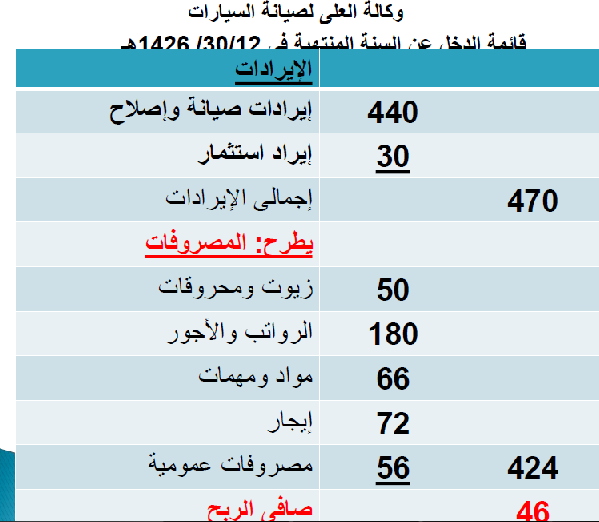 وكالة العلى لصيانة السيارات
قائمة الدخل عن السنة المنتهية في 30/12/ 1426هـ
الإيرادات
إيرادات صيانة وإصلاح 440
إيراد استثمار 30
إجمالى الإيرادات 470
يطرح: المصروفات
زيوت ومحروقات 50
الرواتب والأجور 180
مواد ومهمات 66
إيجار 72
مصروفات عمومية 56 424
صافي الربح 46